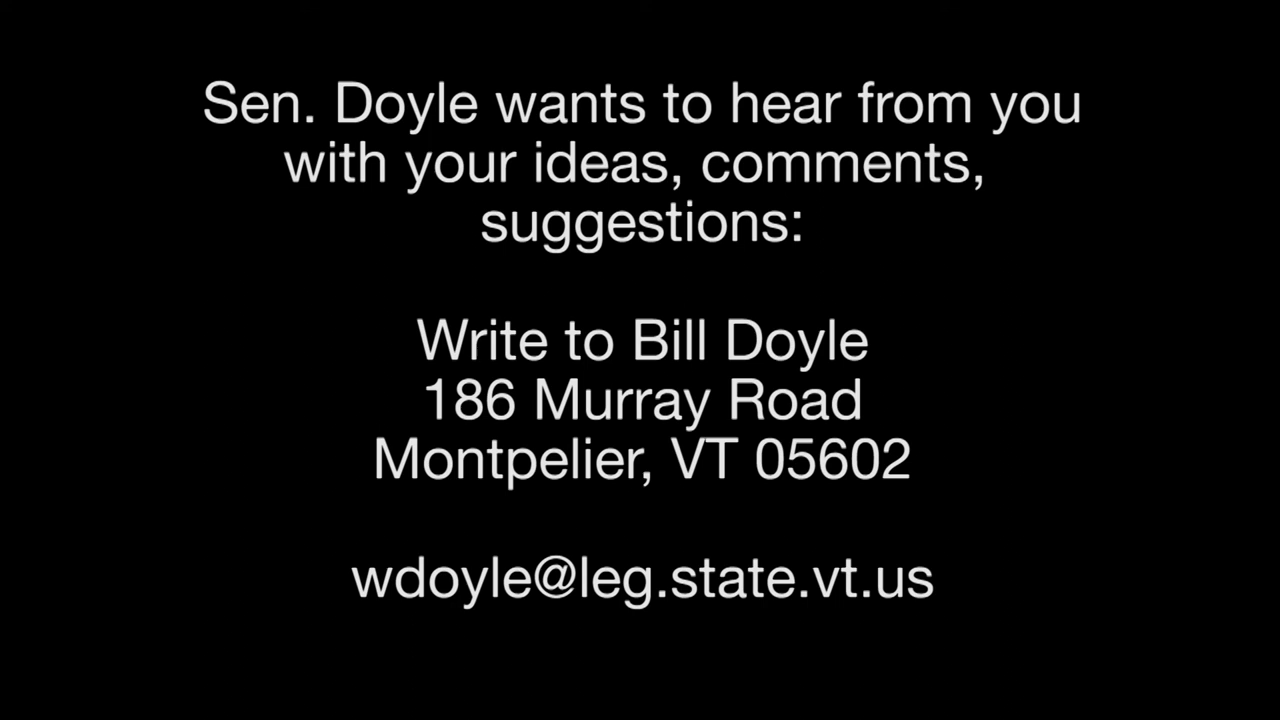 Sen. Doyle wants to hear from you
with your ideas, comments,
suggestions:
Write to Bill Doyle
186 Murray Road
Montpelier, VT 05602
wdoyle@leg.state.vt.us